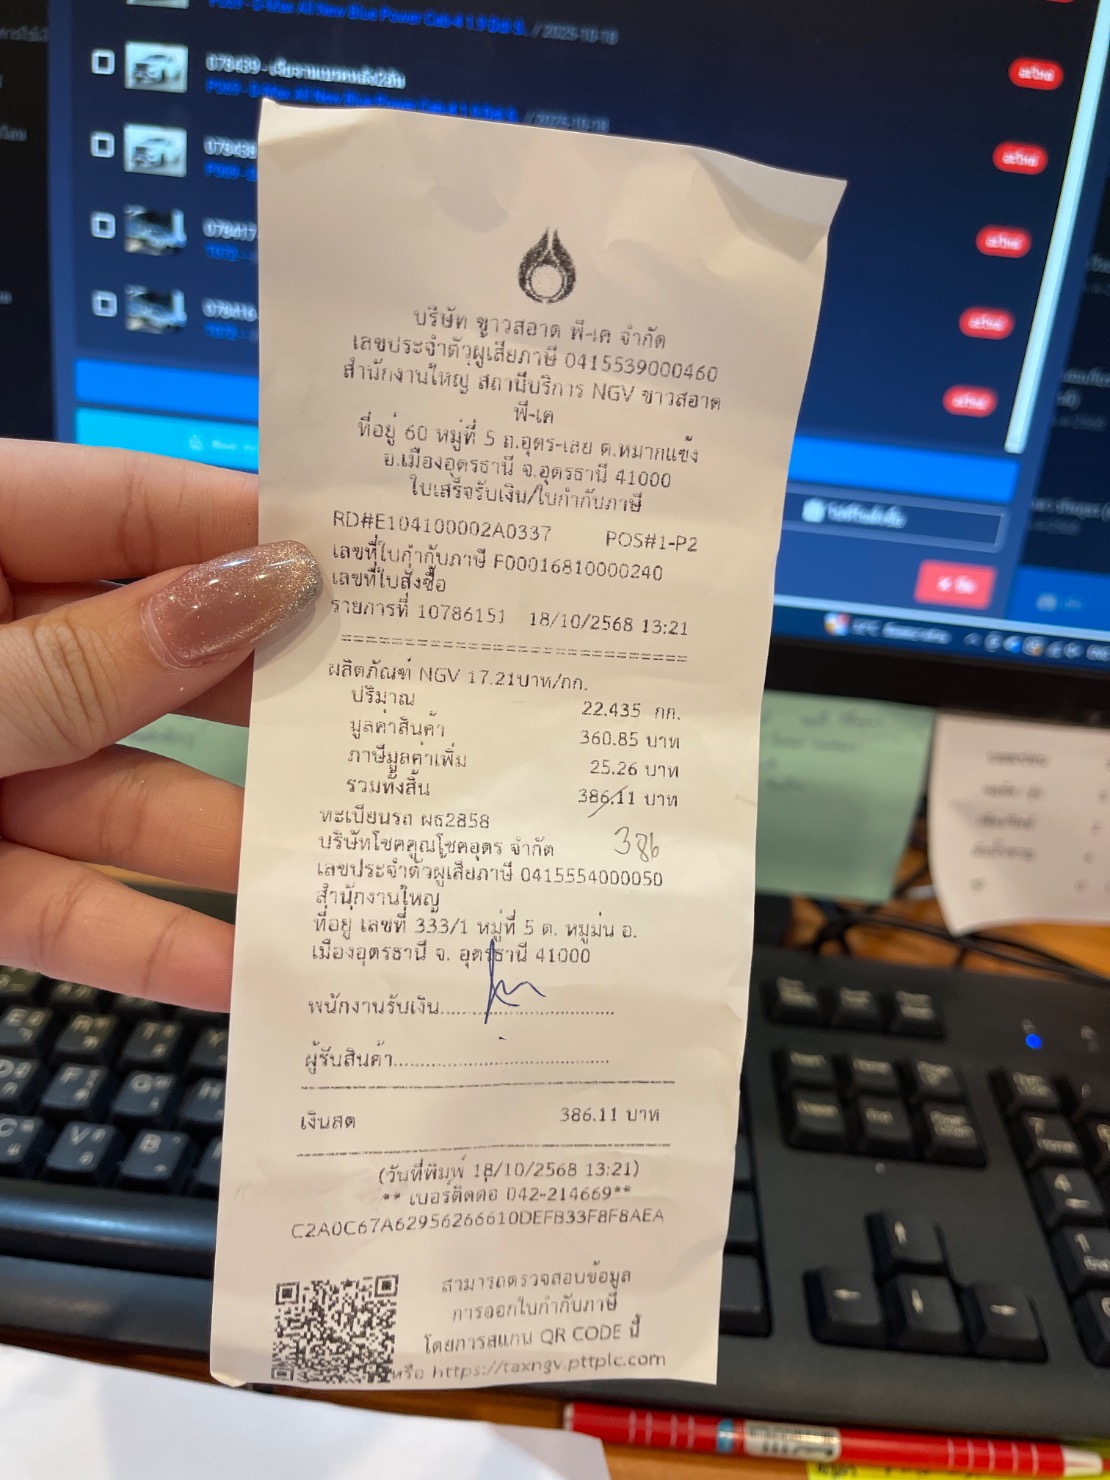 บริษัท ขาวสอาด พี-เค จำกัด
เลขประจำตัวผู้เสียภาษี 0415539000460
สำนักงานใหญ่ สถานีบริการ NGV ขาวสอาด
พี-เค
ที่อยู่ 60 หมู่ที่ 5 ถ.อุดร-เลย ต.หมากแข้ง
อ.เมืองอุดรธานี จ.อุดรธานี 41000
ใบเสร็จรับเงิน/ใบกำกับภาษี
RD#E104100002A0337 POS#1-P2
เลขที่ใบกำกับภาษี F00016810000240
เลขที่ใบสั่งซื้อ
รายการที่ 10786151 18/10/2568 13:21
===========================
ผลิตภัณฑ์ NGV 17.21บาท/กก.
ปริมาณ 22.435 กก.
มูลค่าสินค้า 360.85 บาท
ภาษีมูลค่าเพิ่ม 25.26 บาท
รวมทั้งสิ้น 386.11 บาท
ทะเบียนรถ ผธ2858
386
บริษัทโชคคูณโชคอุดร จำกัด
เลขประจำตัวผู้เสียภาษี 0415554000050
สำนักงานใหญ่
ที่อยู่ เลขที่ 333/1 หมู่ที่ 5 ต. หมูม่น อ.
เมืองอุดรธานี จ. อุดรธานี 41000
พนักงานรับเงิน..............................
ผู้รับสินค้า..............................
เงินสด 386.11 บาท
(วันที่พิมพ์ 18/10/2568 13:21)
** เบอร์ติดต่อ 042-214669**
C2A0C67A62956266610DEFB33F8F8AEA
สามารถตรวจสอบข้อมูล
การออกใบกำกับภาษี
โดยการสแกน QR CODE นี้
หรือ https://taxngv.pttplc.com